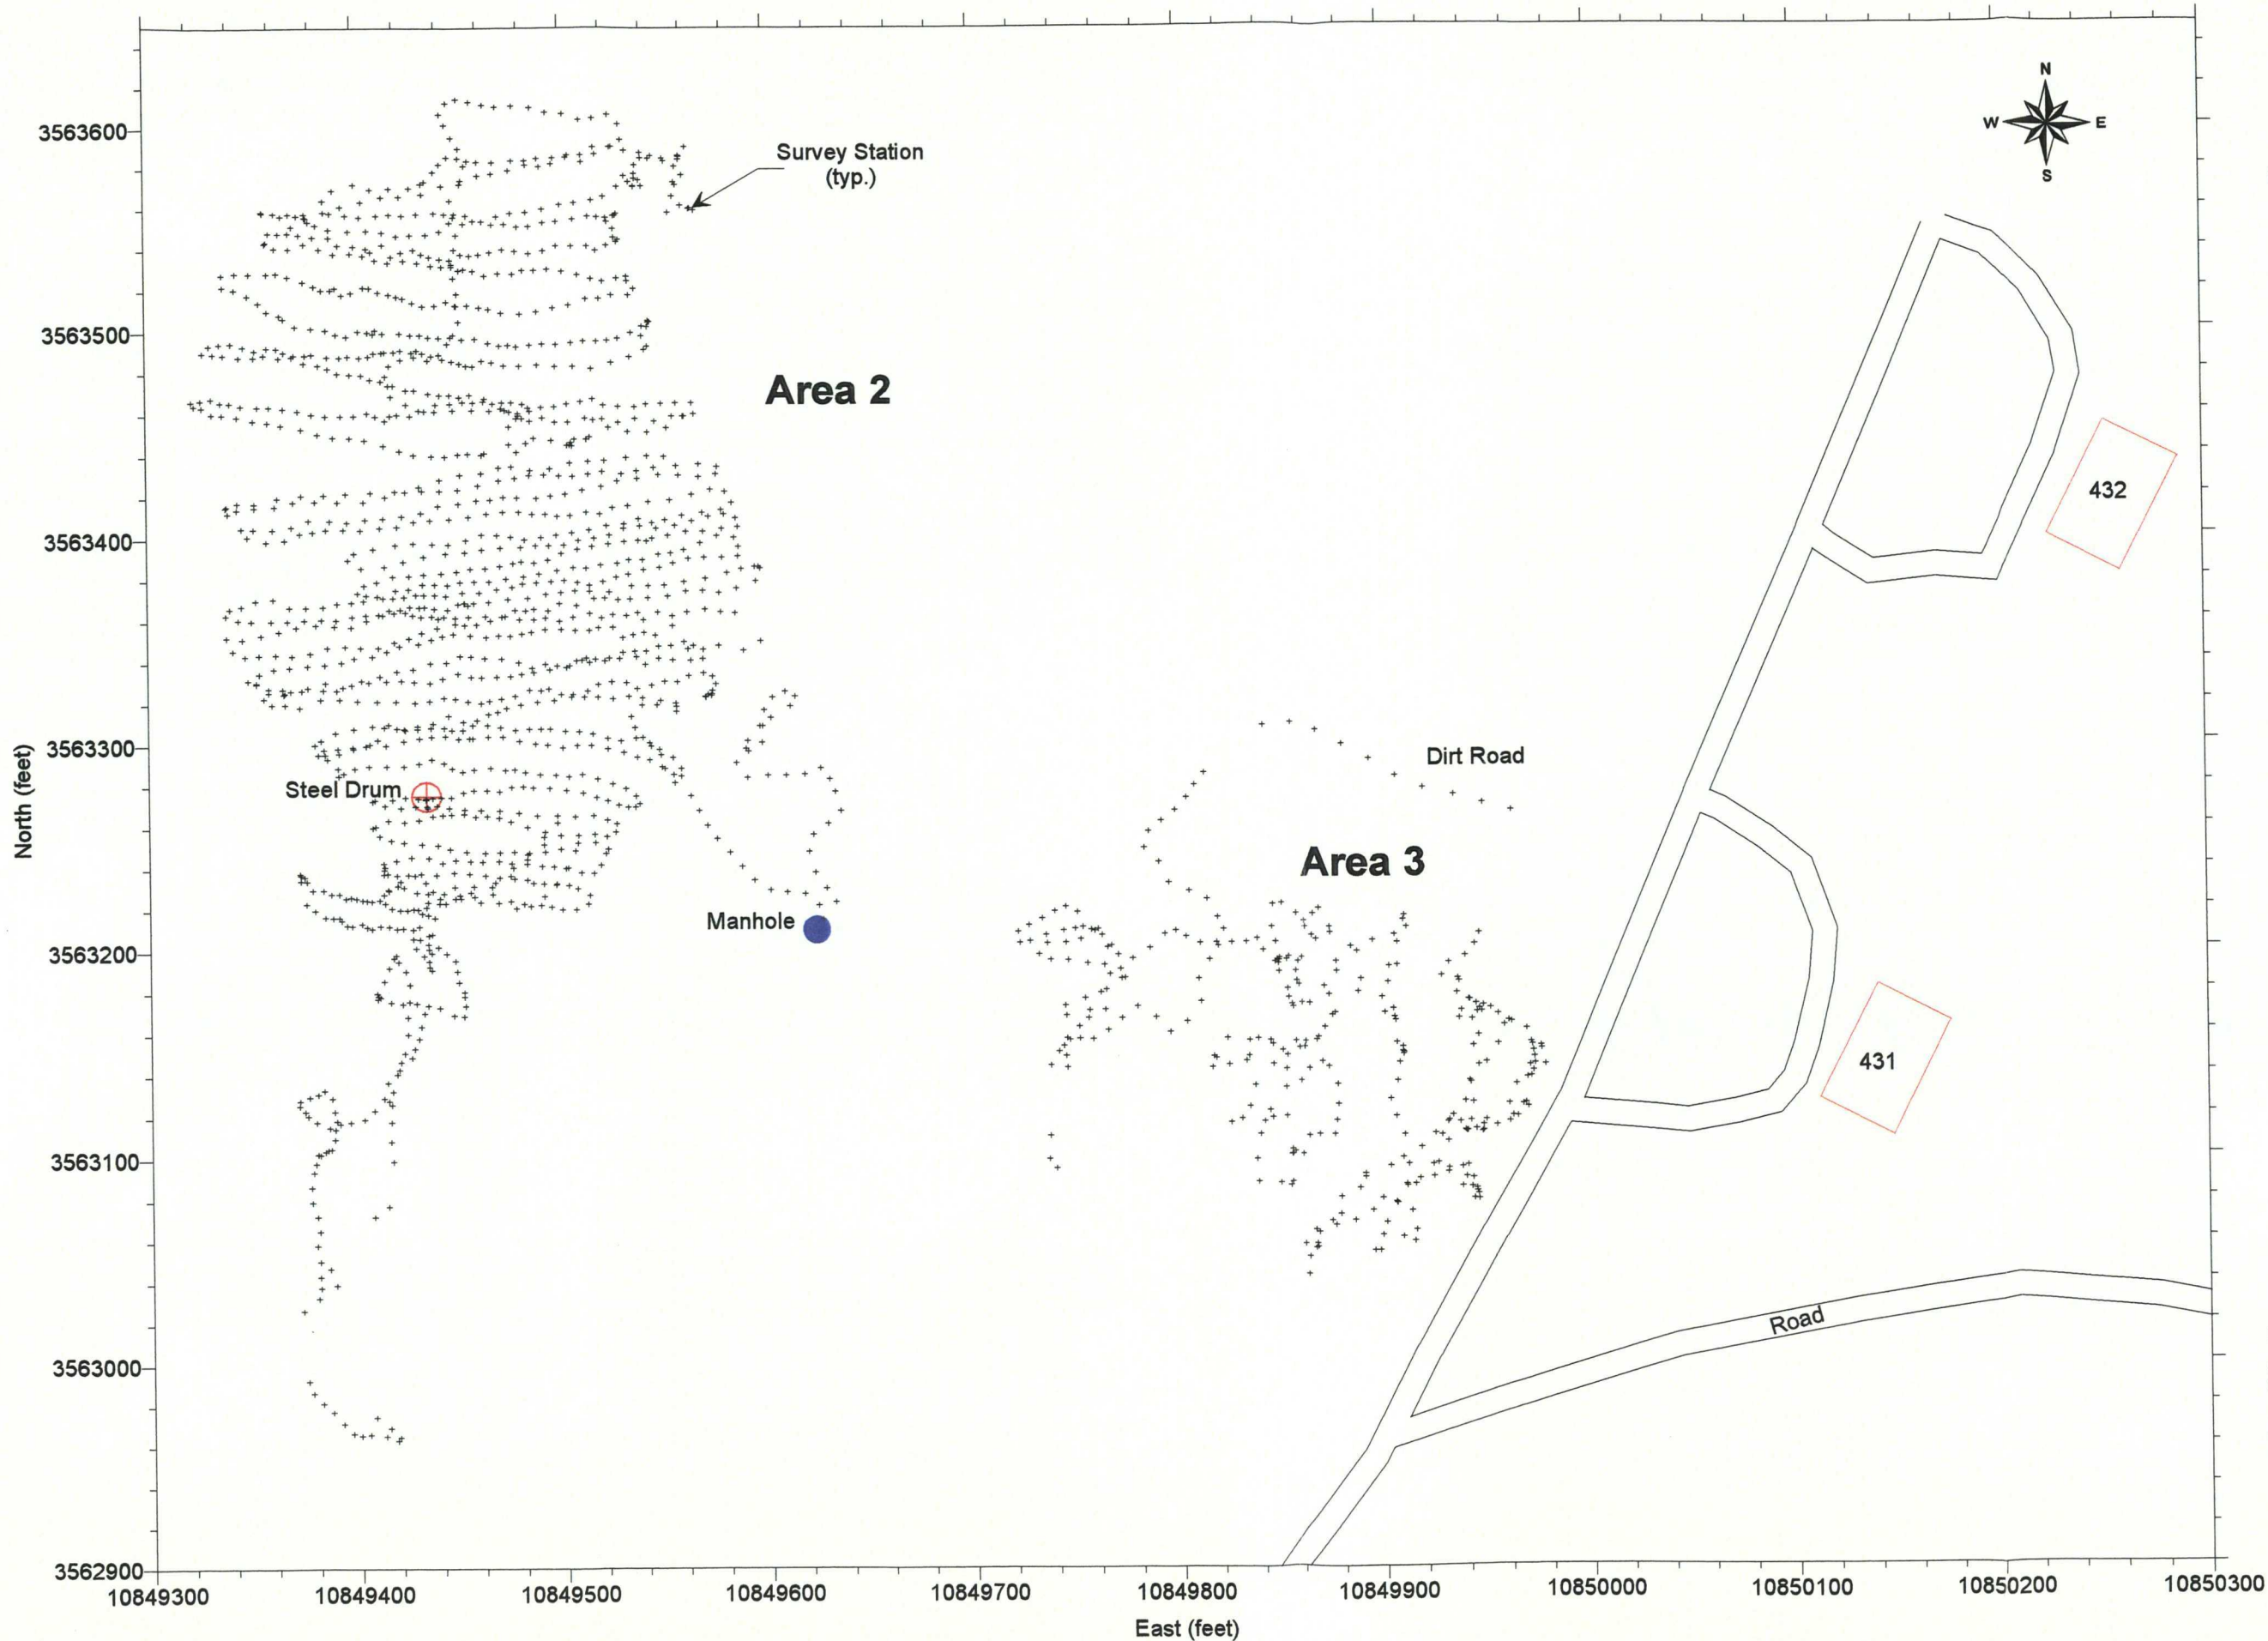 N
W E
S
3563600
Survey Station
(typ.)
3563500
Area 2
432
3563400
3563300
Dirt Road
Steel Drum
North (feet)
Area 3
Manhole
3563200
431
3563100
Road
3563000
3562900
10849300 10849400 10849500 10849600 10849700 10849800 10849900 10850000 10850100 10850200 10850300
East (feet)